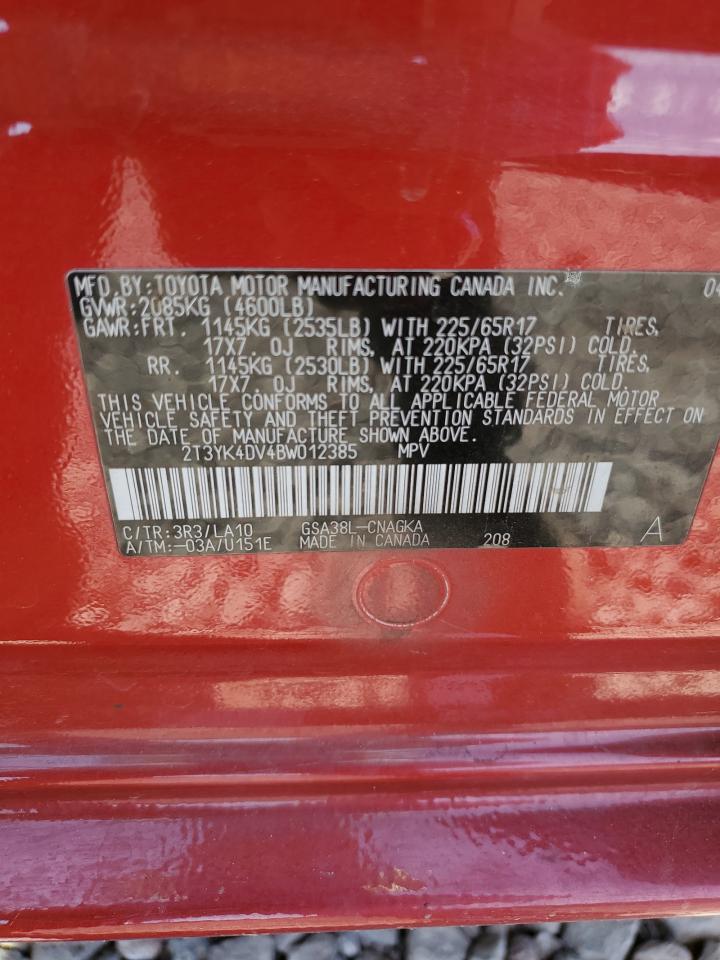 MFD.BY:TOYOTA MOTOR MANUFACTURING CANADA INC. 04
GVWR:2085KG (4600LB)
GAWR:FRT. 1145KG (2535LB) WITH 225/65R17 TIRES,
17X7. 0J RIMS, AT 220KPA (32PSI) COLD.
RR. 1145KG (2530LB) WITH 225/65R17 TIRES,
17X7. 0J RIMS, AT 220KPA (32PSI) COLD.
THIS VEHICLE CONFORMS TO ALL APPLICABLE FEDERAL MOTOR
VEHICLE SAFETY AND THEFT PREVENTION STANDARDS IN EFFECT ON
THE DATE OF MANUFACTURE SHOWN ABOVE.
2T3YK4DV4BW012385 MPV
C/TR:3R3/LA10 GSA38L-CNAGKA
A/TM:-03A/U151E MADE IN CANADA 208 A